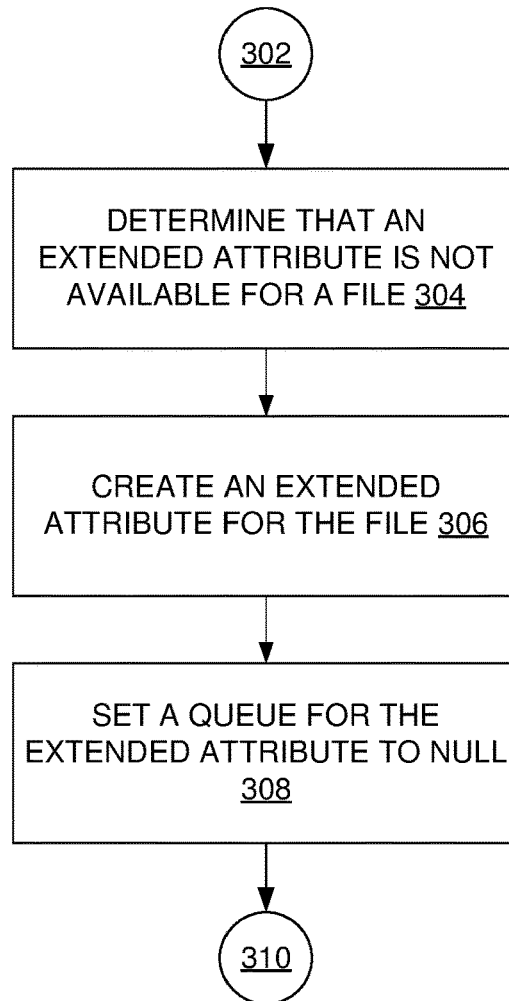 302
DETERMINE THAT AN
EXTENDED ATTRIBUTE IS NOT
AVAILABLE FOR A FILE 304
CREATE AN EXTENDED
ATTRIBUTE FOR THE FILE 306
SET A QUEUE FOR THE
EXTENDED ATTRIBUTE TO NULL
308
310